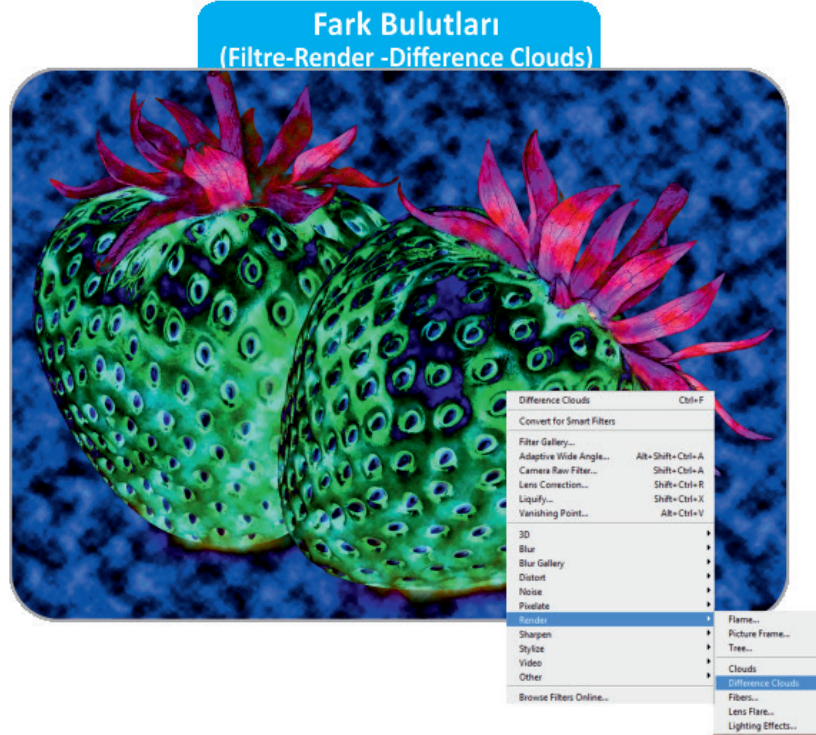 Fark Bulutları
(Filtre-Render -Difference Clouds)
Difference Clouds Ctrl+F
Convert for Smart Filters
Filter Gallery...
Adaptive Wide Angle... Alt+Shift+Ctrl+A
Camera Raw Filter... Shift+Ctrl+A
Lens Correction... Shift+Ctrl+R
Liquify... Shift+Ctrl+X
Vanishing Point... Alt+Ctrl+V
3D
Blur
Blur Gallery
Distort
Noise
Pixelate
Render
Sharpen
Stylize
Video
Other
Browse Filters Online...
Flame...
Picture Frame...
Tree...
Clouds
Difference Clouds
Fibers...
Lens Flare...
Lighting Effects...